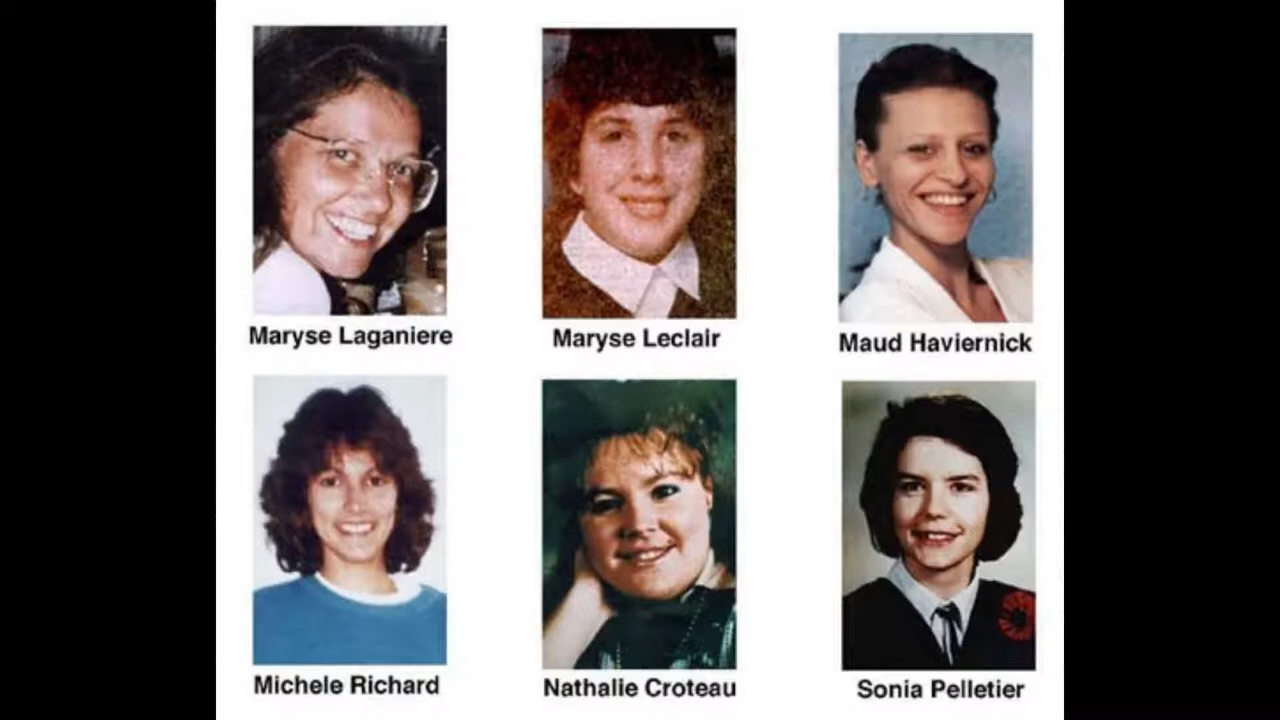 Maryse Laganiere
Maryse Leclair
Maud Haviernick
Michele Richard
Nathalie Croteau
Sonia Pelletier